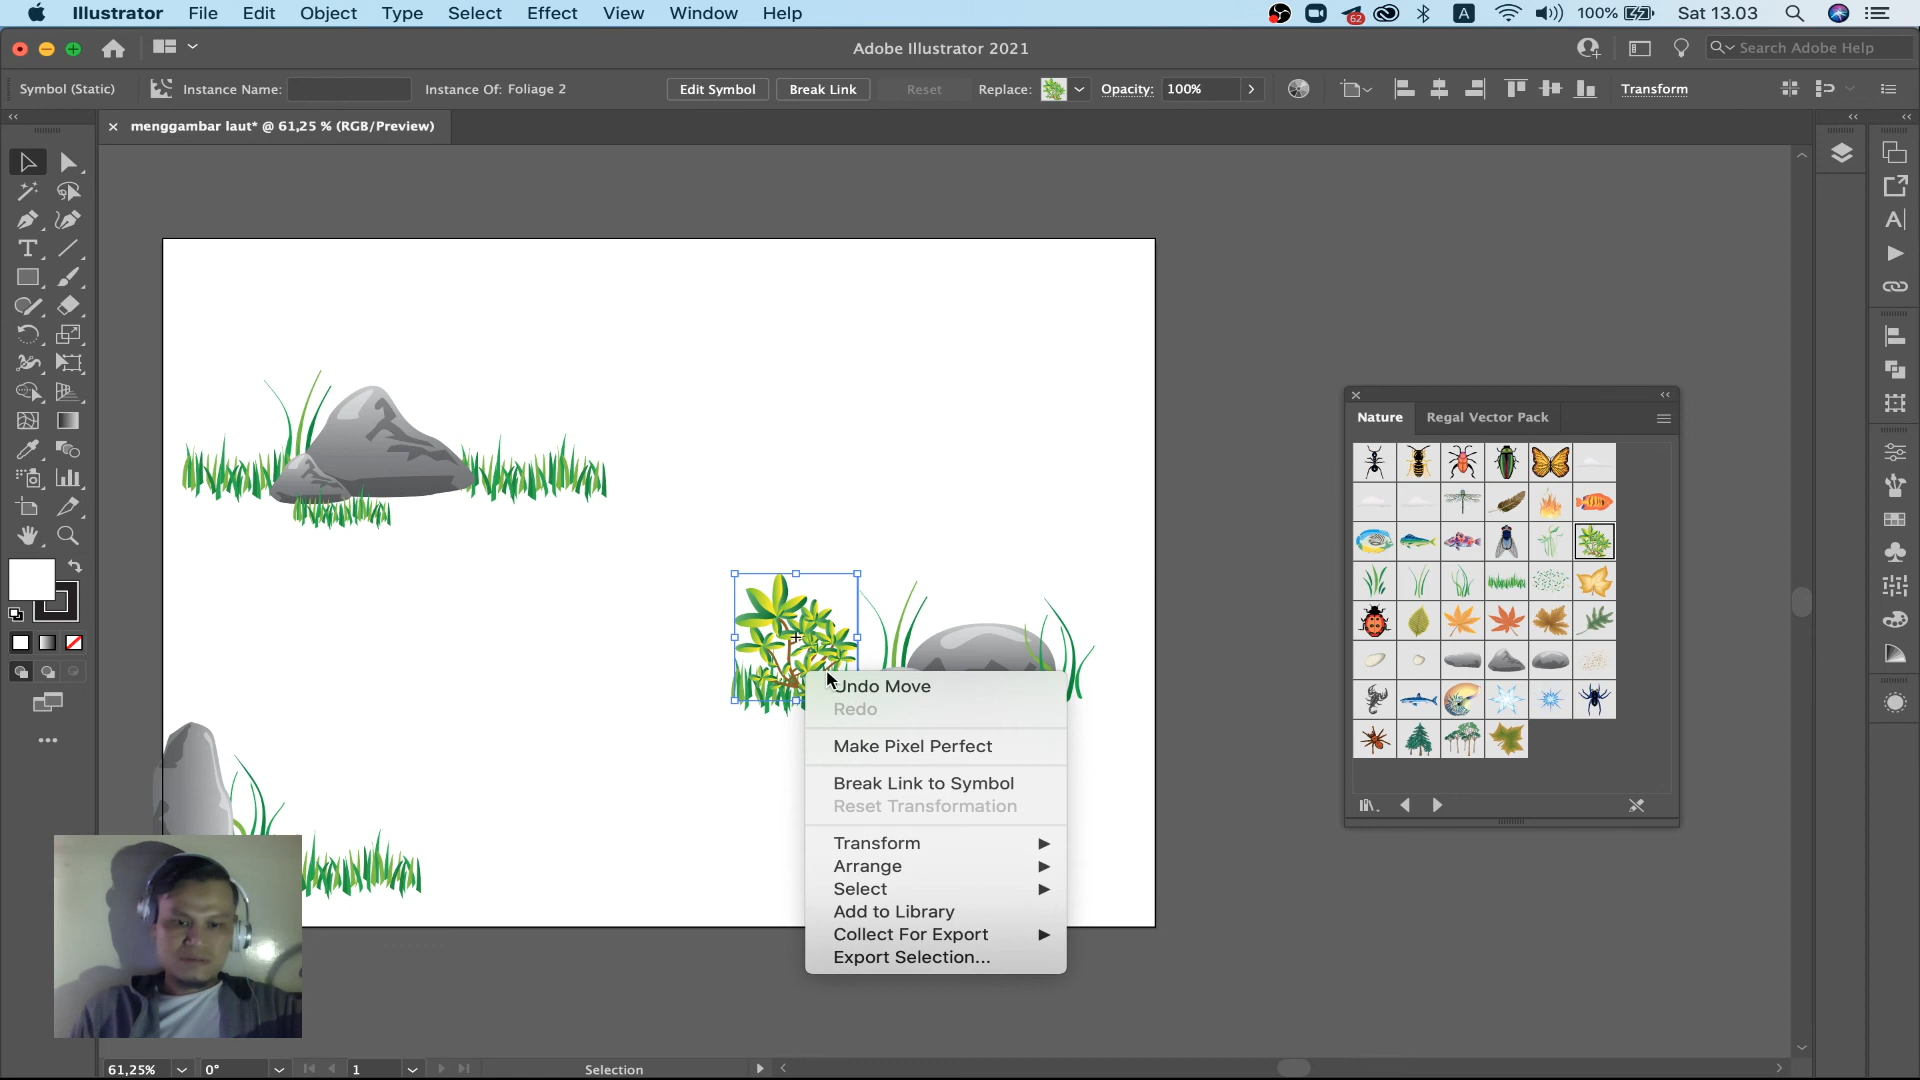 Illustrator File Edit Object Type Select Effect View Window Help
62 A 100% Sat 13.03
Adobe Illustrator 2021
Search Adobe Help
Symbol (Static) Instance Name: Instance Of: Foliage 2 Edit Symbol Break Link Reset Replace: Opacity: 100% Transform
menggambar laut* @ 61,25 % (RGB/Preview)
Nature Regal Vector Pack
Undo Move
Redo
Make Pixel Perfect
Break Link to Symbol
Reset Transformation
Transform
Arrange
Select
Add to Library
Collect For Export
Export Selection...
61,25% 0° 1 Selection